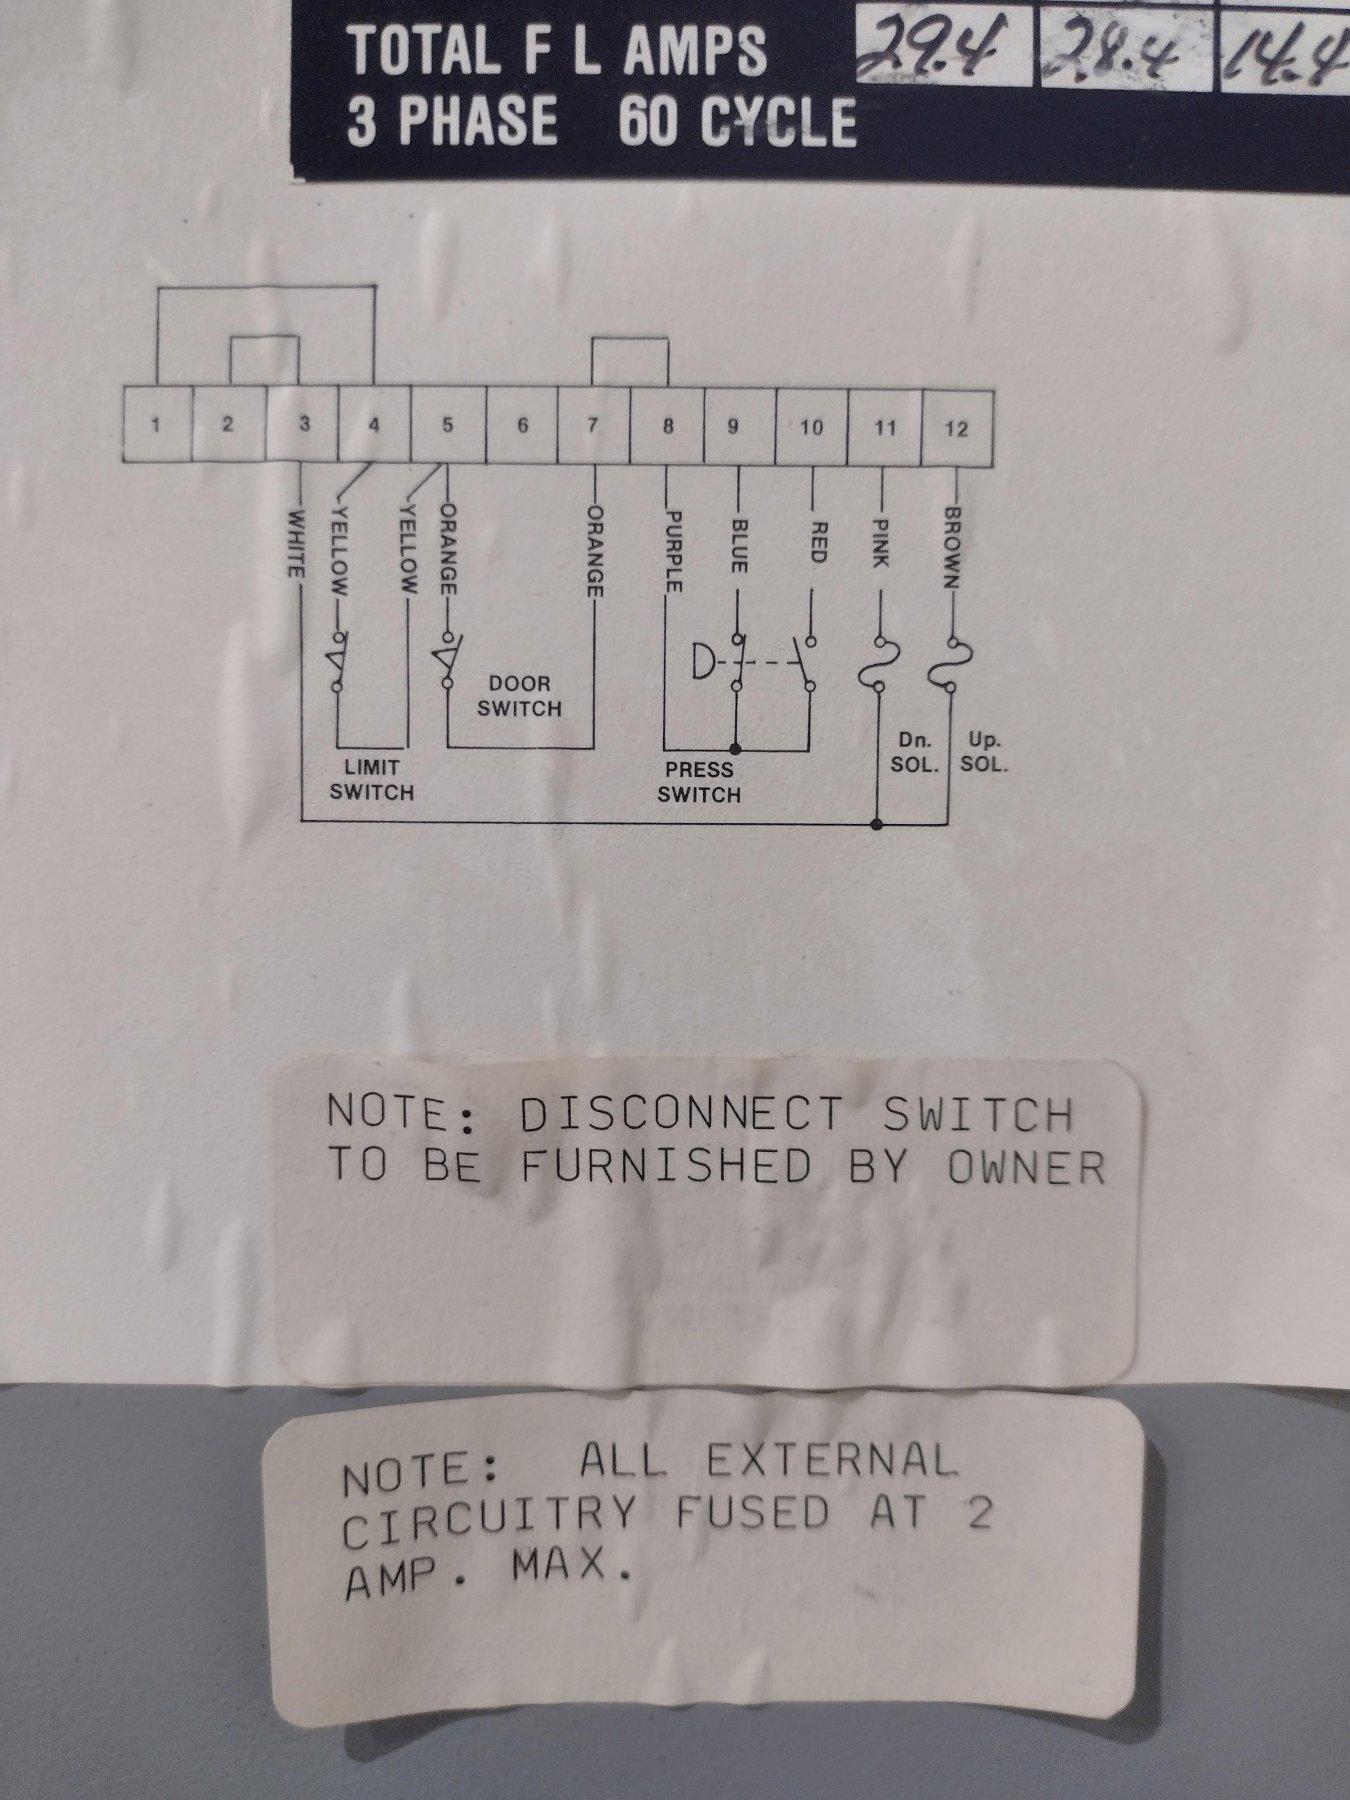 TOTAL F L AMPS 29.4 28.4 14.4
3 PHASE 60 CYCLE
1 2 3 4 5 6 7 8 9 10 11 12
WHITE YELLOW YELLOW ORANGE ORANGE PURPLE BLUE RED PINK BROWN
DOOR
SWITCH
LIMIT
SWITCH
PRESS
SWITCH
Dn.
SOL.
Up.
SOL.
NOTE: DISCONNECT SWITCH
TO BE FURNISHED BY OWNER
NOTE: ALL EXTERNAL
CIRCUITRY FUSED AT 2
AMP. MAX.